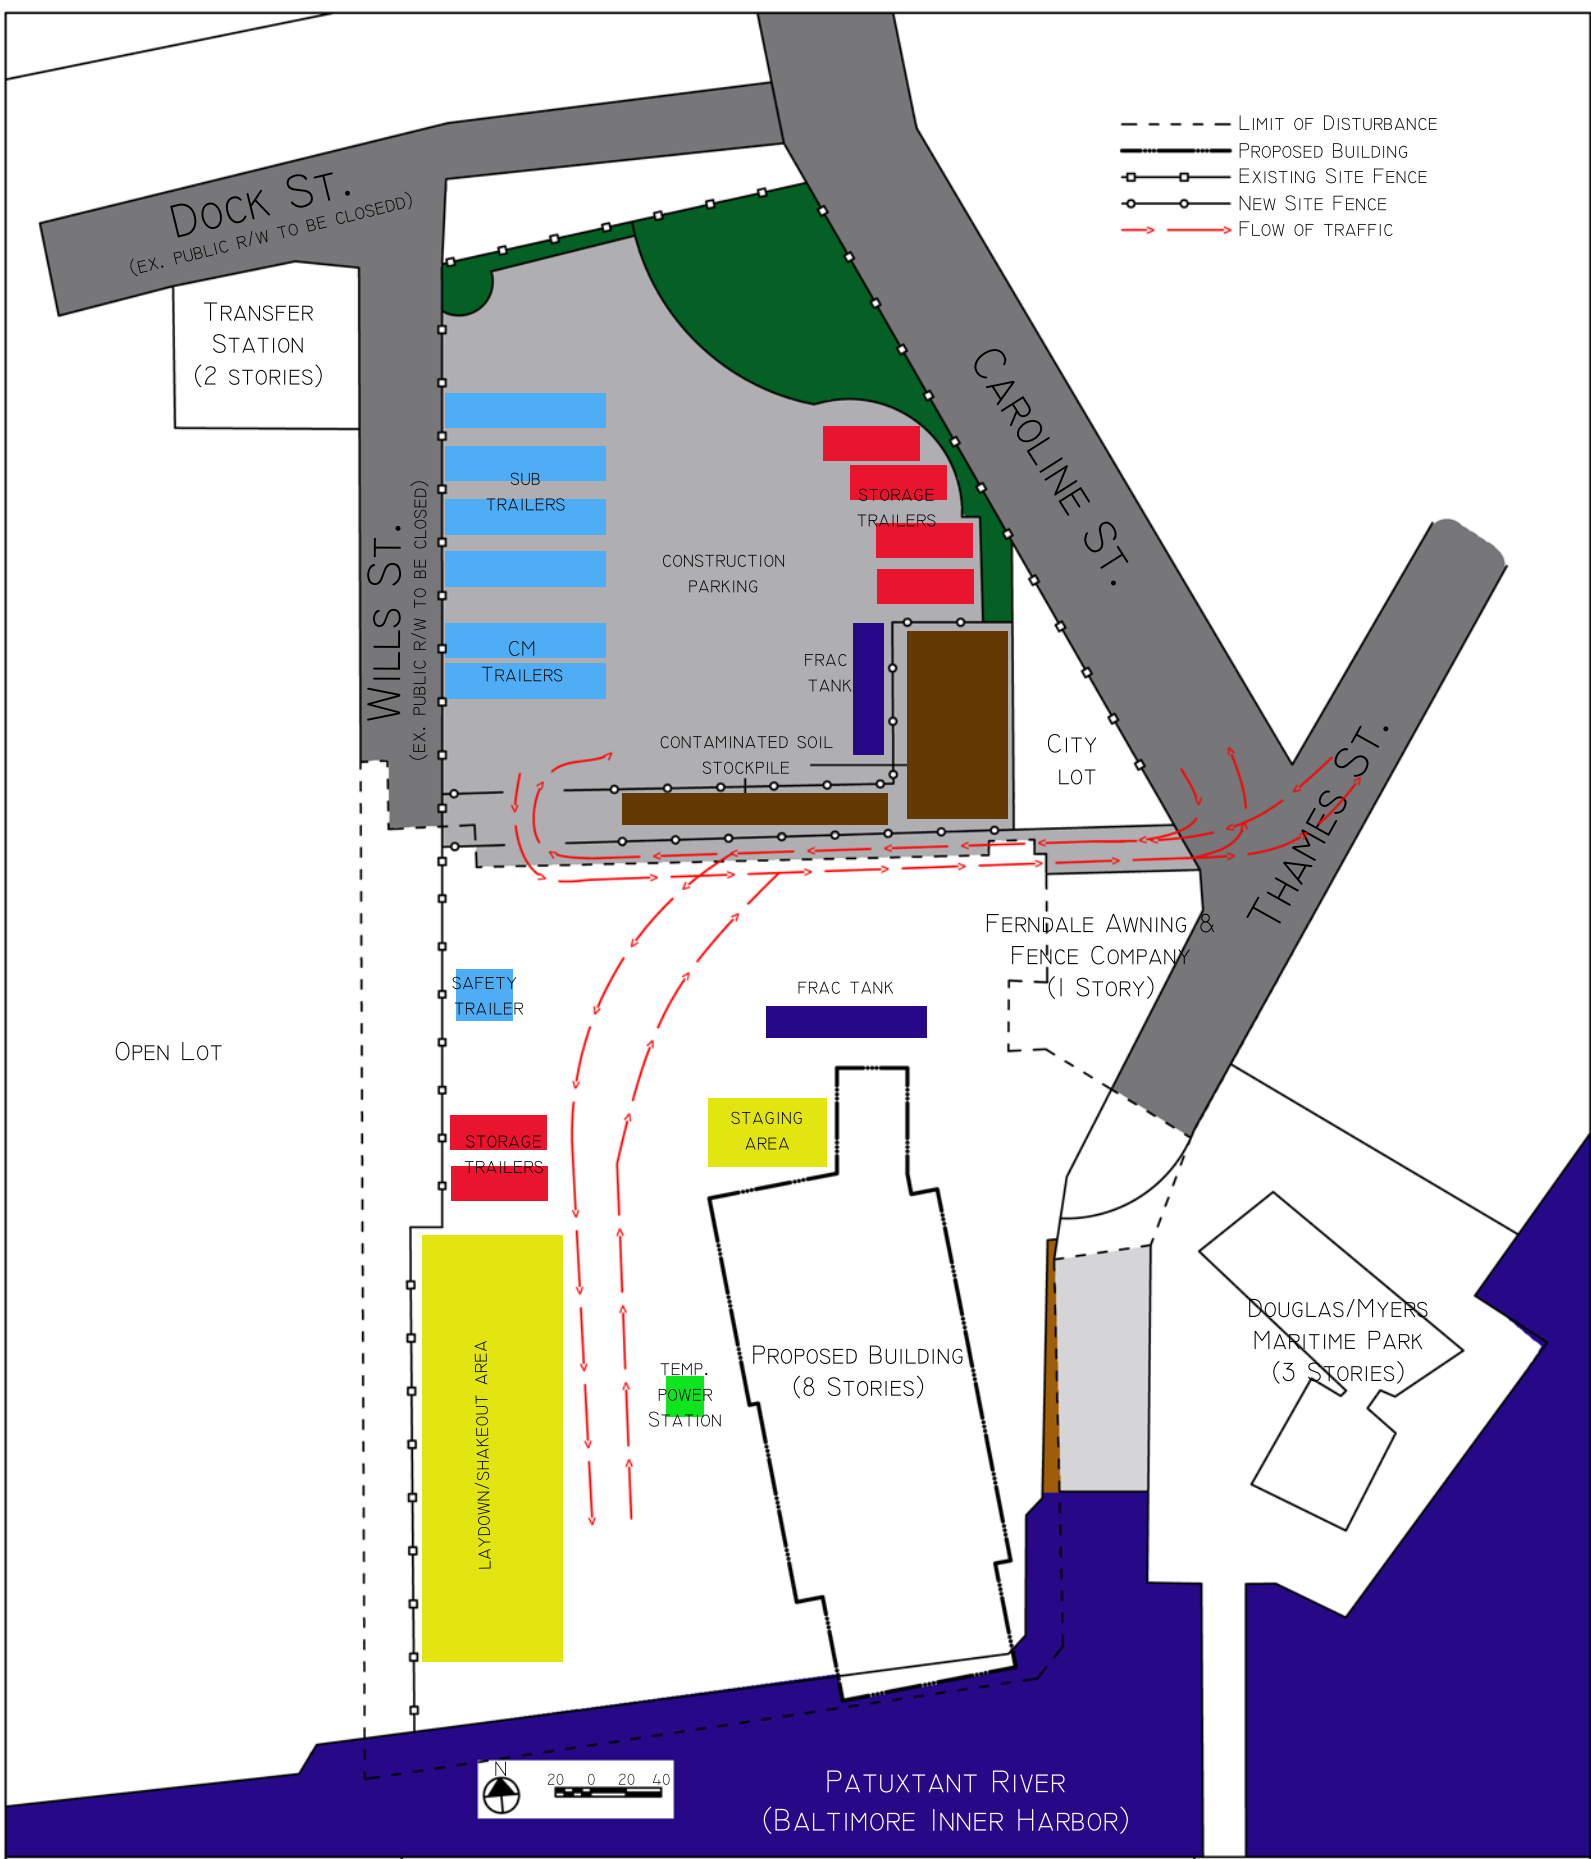 LIMIT OF DISTURBANCE
PROPOSED BUILDING
EXISTING SITE FENCE
NEW SITE FENCE
FLOW OF TRAFFIC
DOCK ST.
(EX. PUBLIC R/W TO BE CLOSEDD)
TRANSFER
STATION
(2 STORIES)
CAROLINE ST.
SUB
TRAILERS
STORAGE
TRAILERS
WILLS ST.
(EX. PUBLIC R/W TO BE CLOSED)
CONSTRUCTION
PARKING
CM
TRAILERS
FRAC
TANK
CONTAMINATED SOIL
STOCKPILE
CITY
LOT
THAMES ST.
FERNDALE AWNING &
FENCE COMPANY
(1 STORY)
SAFETY
TRAILER
FRAC TANK
OPEN LOT
STAGING
AREA
STORAGE
TRAILERS
LAYDOWN/SHAKEOUT AREA
TEMP.
POWER
STATION
PROPOSED BUILDING
(8 STORIES)
DOUGLAS/MYERS
MARITIME PARK
(3 STORIES)
N
20 0 20 40
PATUXTANT RIVER
(BALTIMORE INNER HARBOR)